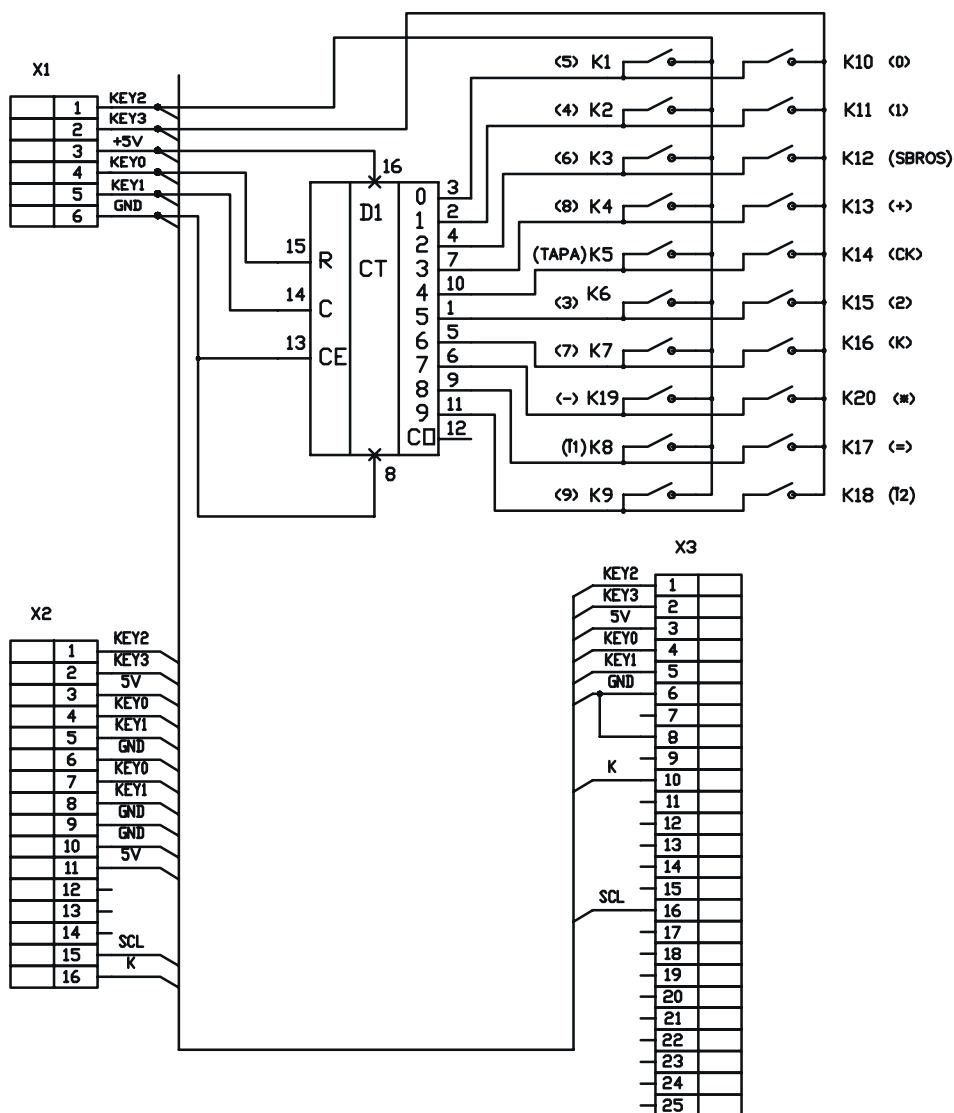 X1
1 KEY2
2 KEY3
3 +5V
4 KEY0
5 KEY1
6 GND
16
D1
CT
15 R
14 C
13 CE
8
0 3
1 2
2 4
3 7
4 10
5 1
6 5
7 6
8 9
9 11
CO 12
(5) K1
K10 (0)
(4) K2
K11 (1)
(6) K3
K12 (SBROS)
(8) K4
K13 (+)
(TAPA) K5
K14 (CK)
(3) K6
K15 (2)
(7) K7
K16 (K)
(-) K19
K20 (*)
(Π1) K8
K17 (=)
(9) K9
K18 (Π2)
X2
1 KEY2
2 KEY3
3 5V
4 KEY0
5 KEY1
6 GND
7 KEY0
8 KEY1
9 GND
10 GND
11 5V
12
13
14
15 SCL
16 K
X3
KEY2 1
KEY3 2
5V 3
KEY0 4
KEY1 5
GND 6
7
8
9
K 10
11
12
13
14
15
SCL 16
17
18
19
20
21
22
23
24
25